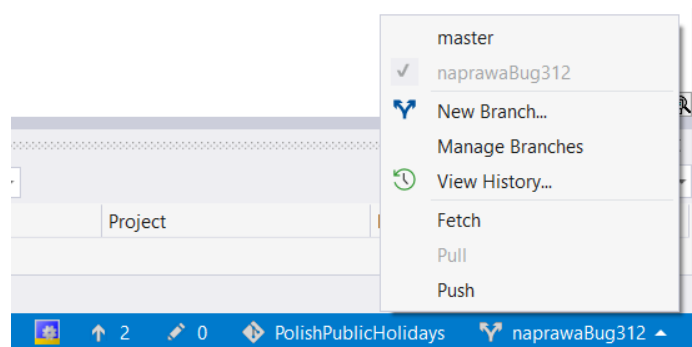 master
naprawaBug312
New Branch...
Manage Branches
View History...
Project
Fetch
Pull
Push
2 0 PolishPublicHolidays naprawaBug312